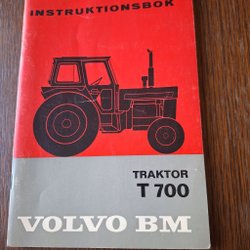 INSTRUKTIONSBOK
TRAKTOR
T 700
VOLVO BM